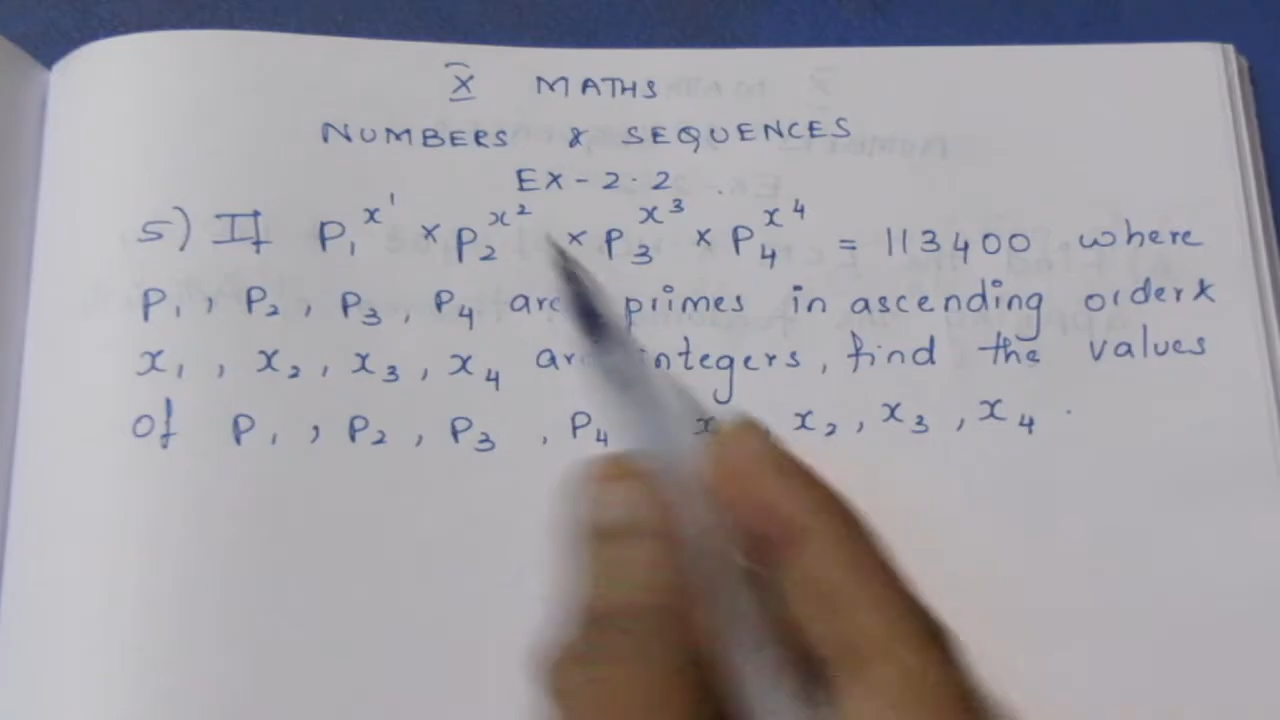 X MATHS
NUMBERS & SEQUENCES
EX-2.2
5) If P₁^x1 × P₂^x2 × P₃^x3 × P₄^x4 = 113400 where
P₁, P₂, P₃, P₄ are primes in ascending order &
x₁, x₂, x₃, x₄ are integers, find the values
of P₁, P₂, P₃, P₄ x₂, x₃, x₄.